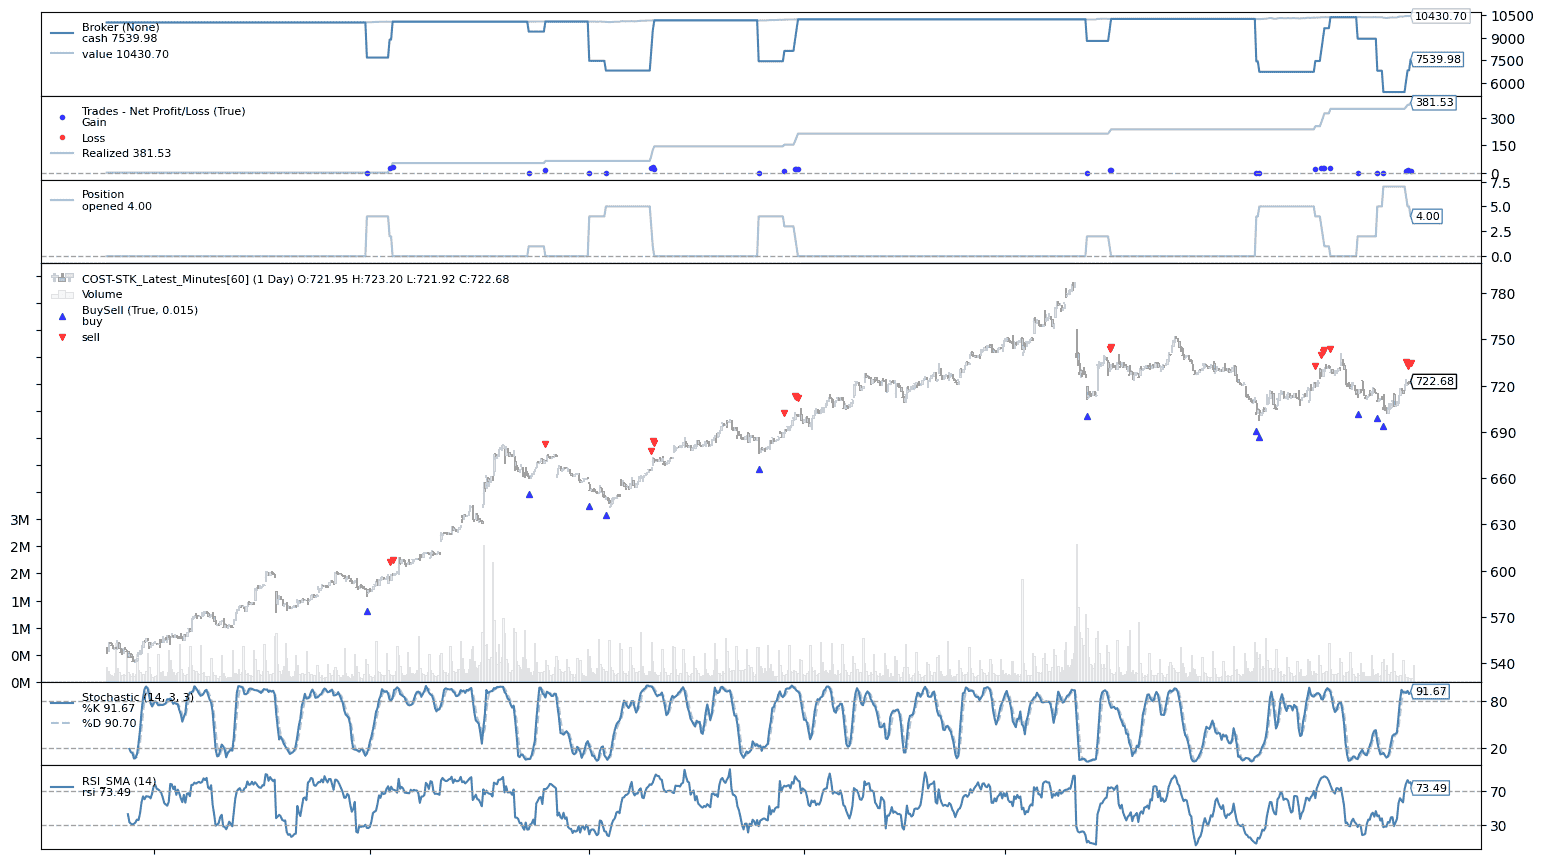 Broker (None)
cash 7539.98
value 10430.70
10430.70
10500
9000
7539.98
7500
6000
Trades - Net Profit/Loss (True)
Gain
Loss
Realized 381.53
381.53
300
150
0
Position
opened 4.00
7.5
5.0
4.00
2.5
0.0
COST-STK_Latest_Minutes[60] (1 Day) O:721.95 H:723.20 L:721.92 C:722.68
Volume
BuySell (True, 0.015)
buy
sell
780
750
722.68
720
690
660
630
600
570
540
3M
2M
2M
1M
1M
0M
0M
Stochastic (14, 3, 3)
%K 91.67
%D 90.70
91.67
80
20
RSI_SMA (14)
rsi 73.49
73.49
70
30